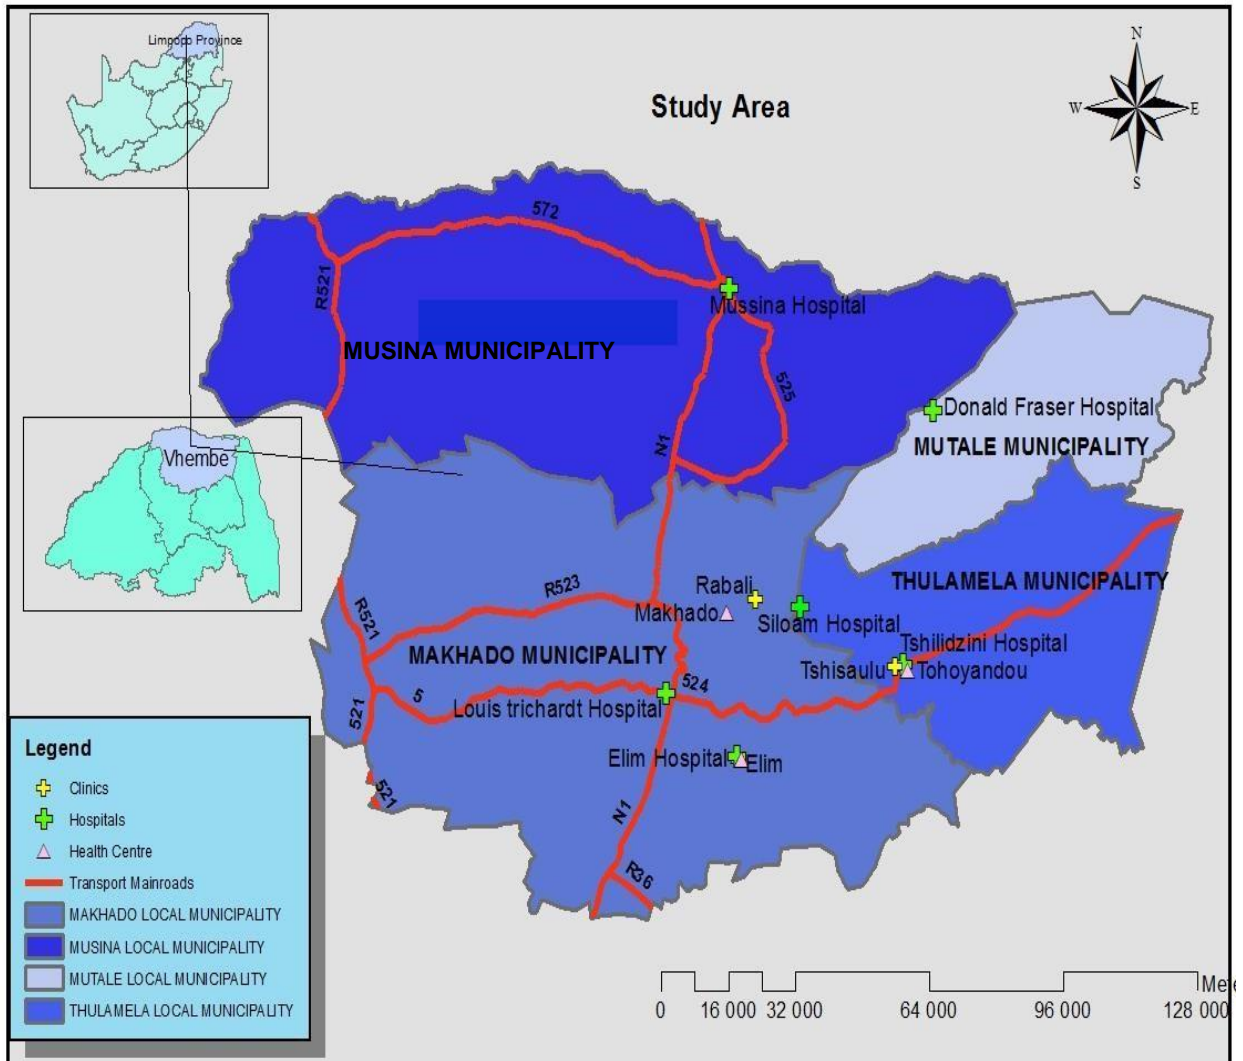 Limpopo Province
Study Area
N
W
E
S
572
R521
Mussina Hospital
MUSINA MUNICIPALITY
525
Donald Fraser Hospital
N1
MUTALE MUNICIPALITY
Vhembe
R523
Rabali
THULAMELA MUNICIPALITY
R521
Makhado
Siloam Hospital
MAKHADO MUNICIPALITY
Tshilidzini Hospital
Tshisaulu
Tohoyandou
524
5
521
Louis trichardt Hospital
Elim Hospital
Elim
521
N1
R36
Legend
Clinics
Hospitals
Health Centre
Transport Mainroads
MAKHADO LOCAL MUNICIPALITY
MUSINA LOCAL MUNICIPALITY
MUTALE LOCAL MUNICIPALITY
THULAMELA LOCAL MUNICIPALITY
Mete
0 16 000 32 000 64 000 96 000 128 000